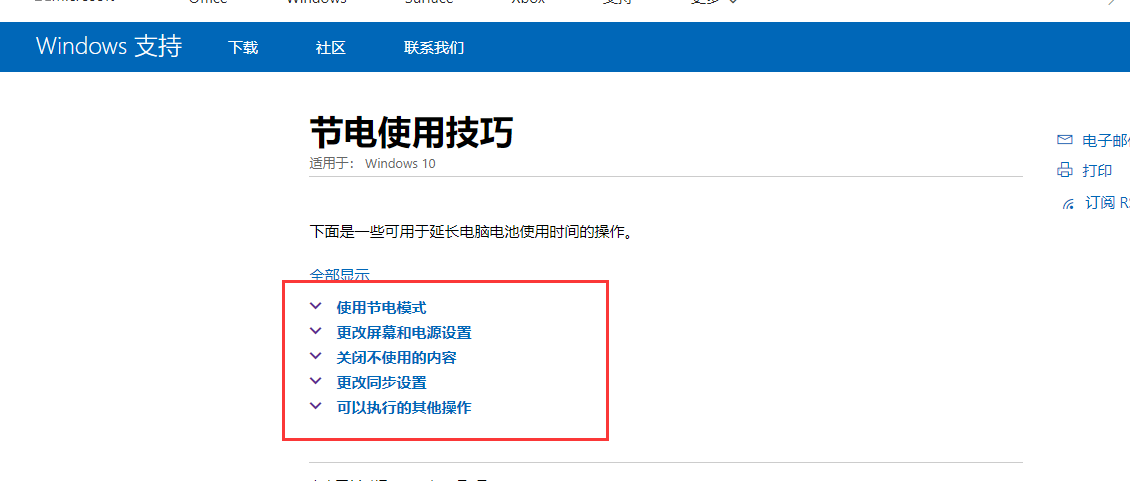 Office Windows Surface Xbox 支持 更多
Windows 支持 下载 社区 联系我们
节电使用技巧
适用于： Windows 10
电子邮
打印
订阅 RS
下面是一些可用于延长电脑电池使用时间的操作。
全部显示
使用节电模式
更改屏幕和电源设置
关闭不使用的内容
更改同步设置
可以执行的其他操作